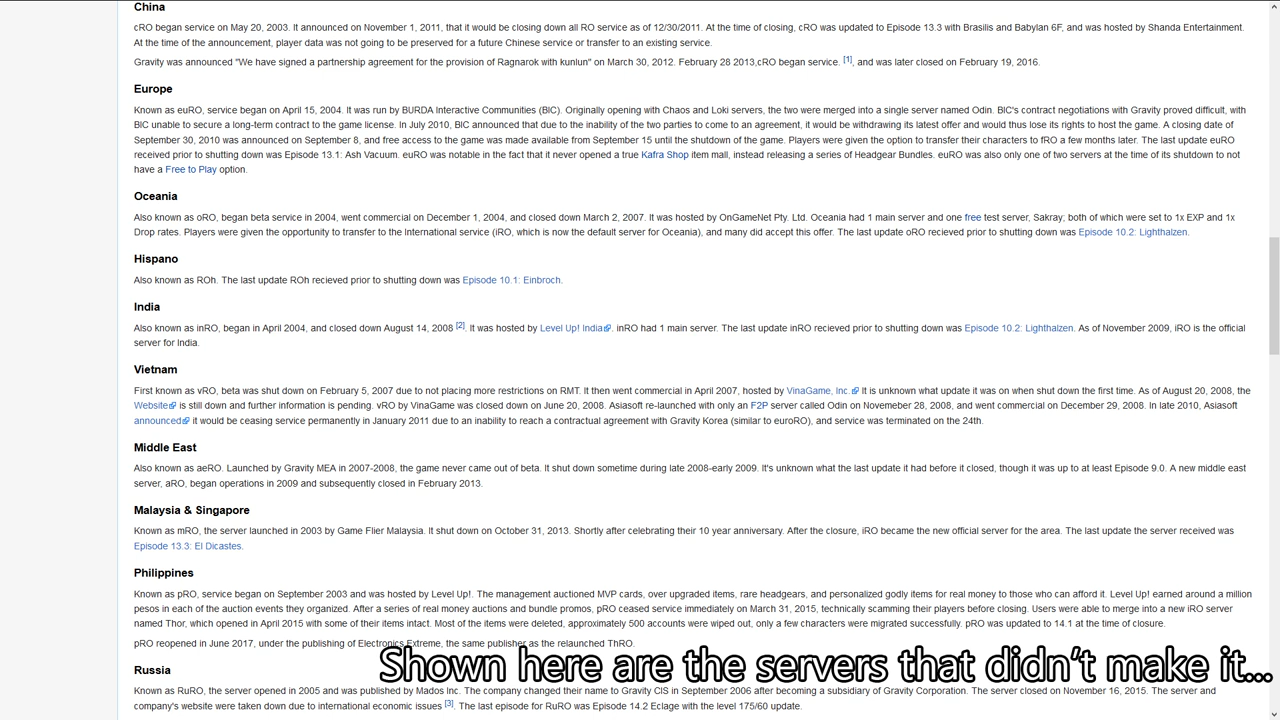 China
cRO began service on May 20, 2003. It announced on November 1, 2011, that it would be closing down all RO service as of 12/30/2011. At the time of closing, cRO was updated to Episode 13.3 with Brasilis and Babylan 6F, and was hosted by Shanda Entertainment.
At the time of the announcement, player data was not going to be preserved for a future Chinese service or transfer to an existing service.
Gravity was announced "We have signed a partnership agreement for the provision of Ragnarok with kunlun" on March 30, 2012. February 28 2013,cRO began service. [1], and was later closed on February 19, 2016.
Europe
Known as euRO, service began on April 15, 2004. It was run by BURDA Interactive Communities (BIC). Originally opening with Chaos and Loki servers, the two were merged into a single server named Odin. BIC's contract negotiations with Gravity proved difficult, with
BIC unable to secure a long-term contract to the game license. In July 2010, BIC announced that due to the inability of the two parties to come to an agreement, it would be withdrawing its latest offer and would thus lose its rights to host the game. A closing date of
September 30, 2010 was announced on September 8, and free access to the game was made available from September 15 until the shutdown of the game. Players were given the option to transfer their characters to fRO a few months later. The last update euRO
received prior to shutting down was Episode 13.1: Ash Vacuum. euRO was notable in the fact that it never opened a true Kafra Shop item mall, instead releasing a series of Headgear Bundles. euRO was also only one of two servers at the time of its shutdown to not
have a Free to Play option.
Oceania
Also known as oRO, began beta service in 2004, went commercial on December 1, 2004, and closed down March 2, 2007. It was hosted by OnGameNet Pty. Ltd. Oceania had 1 main server and one free test server, Sakray; both of which were set to 1x EXP and 1x
Drop rates. Players were given the opportunity to transfer to the International service (iRO, which is now the default server for Oceania), and many did accept this offer. The last update oRO recieved prior to shutting down was Episode 10.2: Lighthalzen.
Hispano
Also known as ROh. The last update ROh recieved prior to shutting down was Episode 10.1: Einbroch.
India
Also known as inRO, began in April 2004, and closed down August 14, 2008 [2]. It was hosted by Level Up! India. inRO had 1 main server. The last update inRO recieved prior to shutting down was Episode 10.2: Lighthalzen. As of November 2009, iRO is the official
server for India.
Vietnam
First known as vRO, beta was shut down on February 5, 2007 due to not placing more restrictions on RMT. It then went commercial in April 2007, hosted by VinaGame, Inc. It is unknown what update it was on when shut down the first time. As of August 20, 2008, the
Website is still down and further information is pending. vRO by VinaGame was closed down on June 20, 2008. Asiasoft re-launched with only an F2P server called Odin on Novemeber 28, 2008, and went commercial on December 29, 2008. In late 2010, Asiasoft
announced it would be ceasing service permanently in January 2011 due to an inability to reach a contractual agreement with Gravity Korea (similar to euroRO), and service was terminated on the 24th.
Middle East
Also known as aeRO. Launched by Gravity MEA in 2007-2008, the game never came out of beta. It shut down sometime during late 2008-early 2009. It's unknown what the last update it had before it closed, though it was up to at least Episode 9.0. A new middle east
server, aRO, began operations in 2009 and subsequently closed in February 2013.
Malaysia & Singapore
Known as mRO, the server launched in 2003 by Game Flier Malaysia. It shut down on October 31, 2013. Shortly after celebrating their 10 year anniversary. After the closure, iRO became the new official server for the area. The last update the server received was
Episode 13.3: El Dicastes.
Philippines
Known as pRO, service began on September 2003 and was hosted by Level Up!. The management auctioned MVP cards, over upgraded items, rare headgears, and personalized godly items for real money to those who can afford it. Level Up! earned around a million
pesos in each of the auction events they organized. After a series of real money auctions and bundle promos, pRO ceased service immediately on March 31, 2015, technically scamming their players before closing. Users were able to merge into a new iRO server
named Thor, which opened in April 2015 with some of their items intact. Most of the items were deleted, approximately 500 accounts were wiped out, only a few characters were migrated successfully. pRO was updated to 14.1 at the time of closure.
pRO reopened in June 2017, under the publishing of Electronics Extreme, the same publisher as the relaunched ThRO.
Shown here are the servers that didn't make it...
Russia
Known as RuRO, the server opened in 2005 and was published by Mados Inc. The company changed their name to Gravity CIS in September 2006 after becoming a subsidiary of Gravity Corporation. The server closed on November 16, 2015. The server and
company's website were taken down due to international economic issues [3]. The last episode for RuRO was Episode 14.2 Eclage with the level 175/60 update.